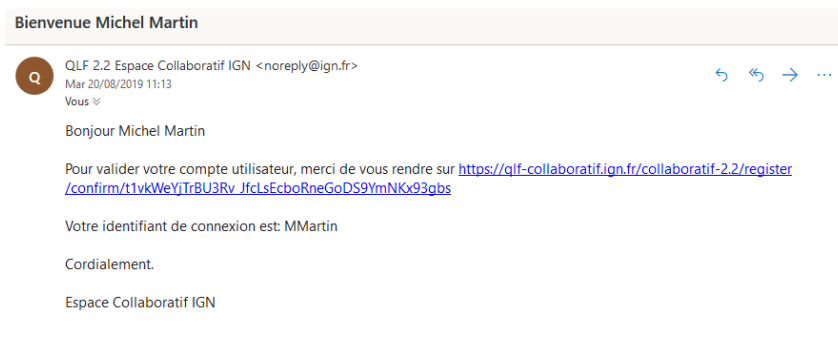 Bienvenue Michel Martin
Q
QLF 2.2 Espace Collaboratif IGN <noreply@ign.fr>
Mar 20/08/2019 11:13
Vous
Bonjour Michel Martin
Pour valider votre compte utilisateur, merci de vous rendre sur https://qlf-collaboratif.ign.fr/collaboratif-2.2/register
/confirm/t1vkWeYjTrBU3Rv_JfcLsEcboRneGoDS9YmNKx93gbs
Votre identifiant de connexion est: MMartin
Cordialement.
Espace Collaboratif IGN